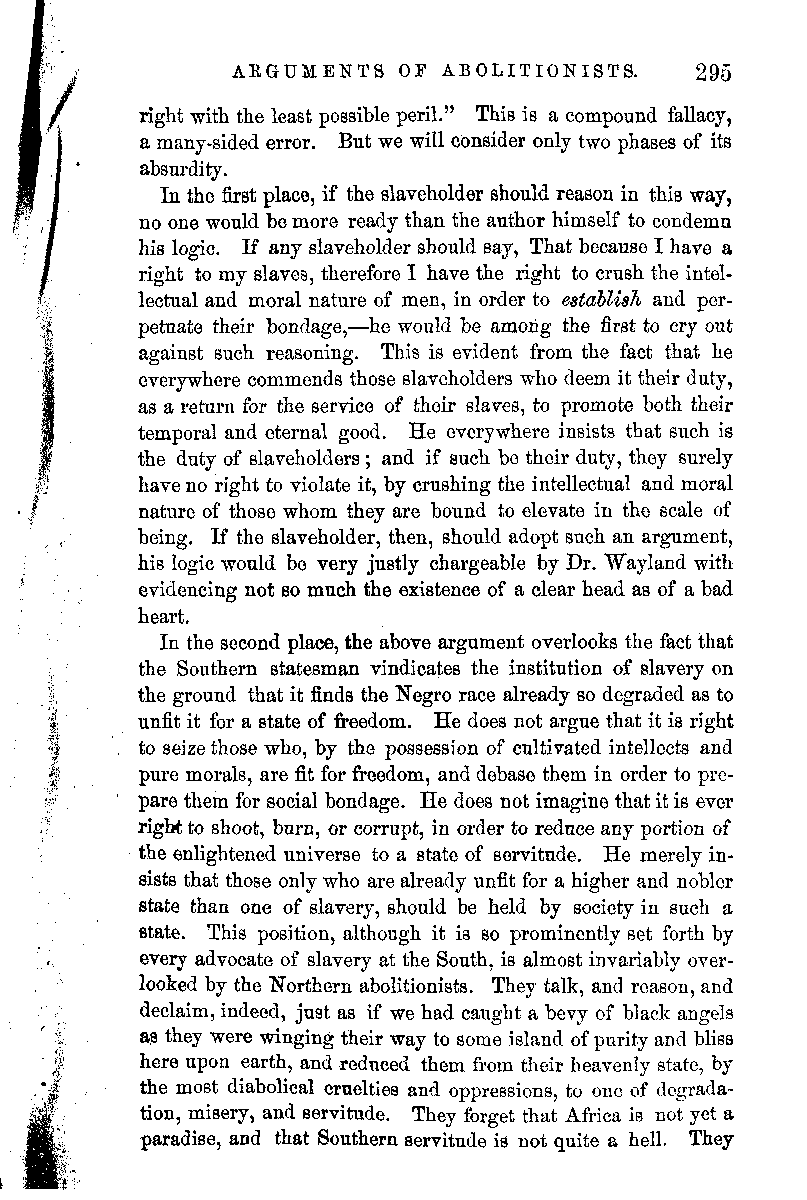 ARGUMENTS OF ABOLITIONISTS. 295
right with the least possible peril.” This is a compound fallacy,
a many-sided error. But we will consider only two phases of its
absurdity.
In the first place, if the slaveholder should reason in this way,
no one would be more ready than the author himself to condemn
his logic. If any slaveholder should say, That because I have a
right to my slaves, therefore I have the right to crush the intel-
lectual and moral nature of men, in order to establish and per-
petuate their bondage,—he would be among the first to cry out
against such reasoning. This is evident from the fact that he
everywhere commends those slaveholders who deem it their duty,
as a return for the service of their slaves, to promote both their
temporal and eternal good. He everywhere insists that such is
the duty of slaveholders; and if such be their duty, they surely
have no right to violate it, by crushing the intellectual and moral
nature of those whom they are bound to elevate in the scale of
being. If the slaveholder, then, should adopt such an argument,
his logic would be very justly chargeable by Dr. Wayland with
evidencing not so much the existence of a clear head as of a bad
heart.
In the second place, the above argument overlooks the fact that
the Southern statesman vindicates the institution of slavery on
the ground that it finds the Negro race already so degraded as to
unfit it for a state of freedom. He does not argue that it is right
to seize those who, by the possession of cultivated intellects and
pure morals, are fit for freedom, and debase them in order to pre-
pare them for social bondage. He does not imagine that it is ever
right to shoot, burn, or corrupt, in order to reduce any portion of
the enlightened universe to a state of servitude. He merely in-
sists that those only who are already unfit for a higher and nobler
state than one of slavery, should be held by society in such a
state. This position, although it is so prominently set forth by
every advocate of slavery at the South, is almost invariably over-
looked by the Northern abolitionists. They talk, and reason, and
declaim, indeed, just as if we had caught a bevy of black angels
as they were winging their way to some island of purity and bliss
here upon earth, and reduced them from their heavenly state, by
the most diabolical cruelties and oppressions, to one of degrada-
tion, misery, and servitude. They forget that Africa is not yet a
paradise, and that Southern servitude is not quite a hell. They